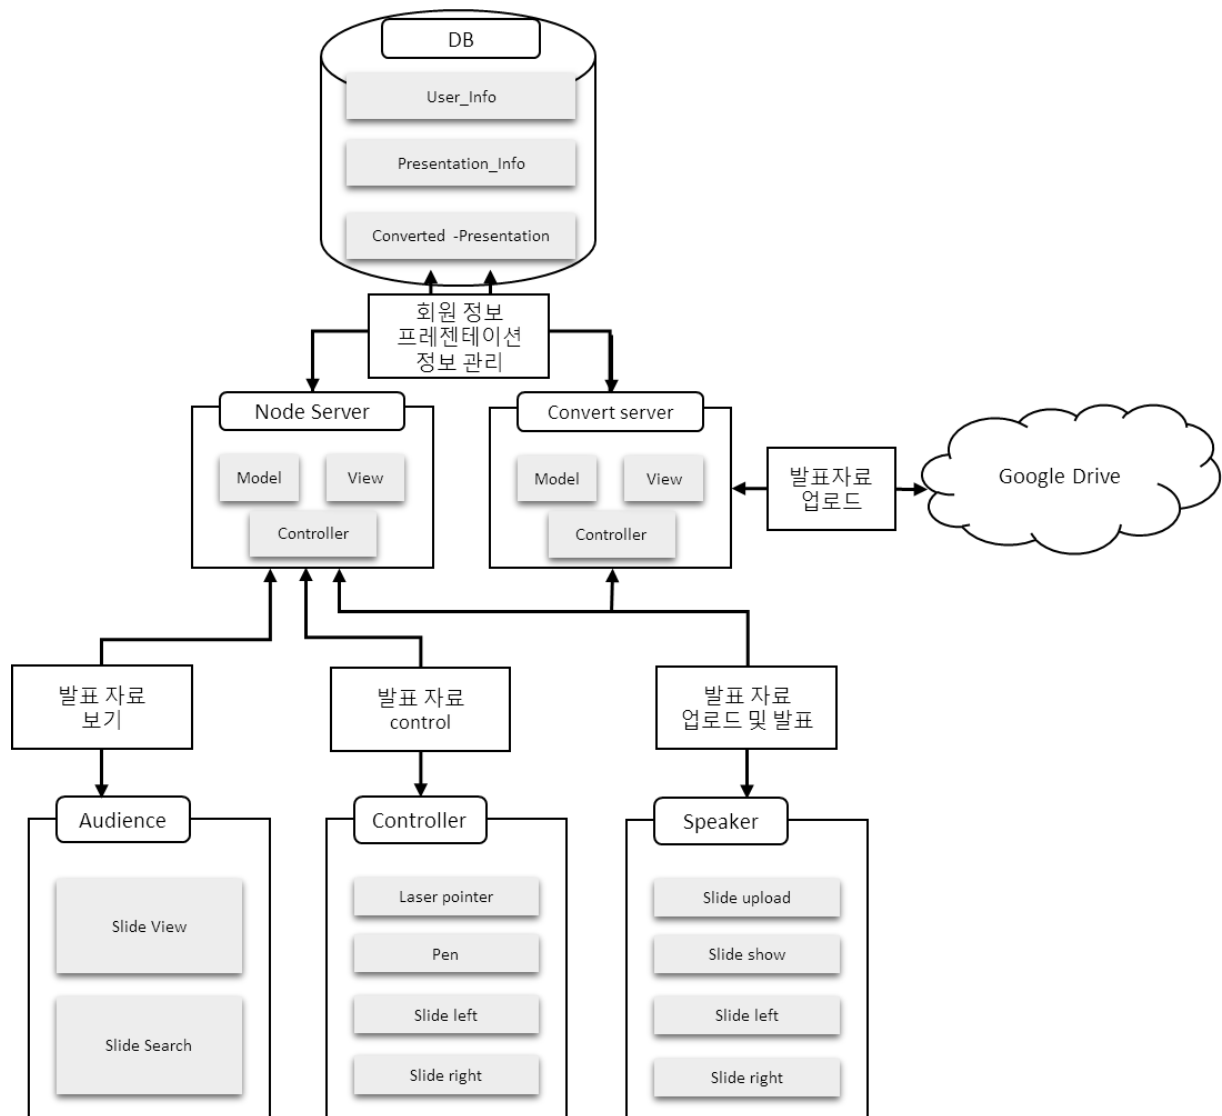 DB
User_Info
Presentation_Info
Converted -Presentation
회원 정보
프레젠테이션
정보 관리
Node Server
Model
View
Controller
Convert server
Model
View
Controller
발표자료
업로드
Google Drive
발표 자료
보기
발표 자료
control
발표 자료
업로드 및 발표
Audience
Slide View
Slide Search
Controller
Laser pointer
Pen
Slide left
Slide right
Speaker
Slide upload
Slide show
Slide left
Slide right